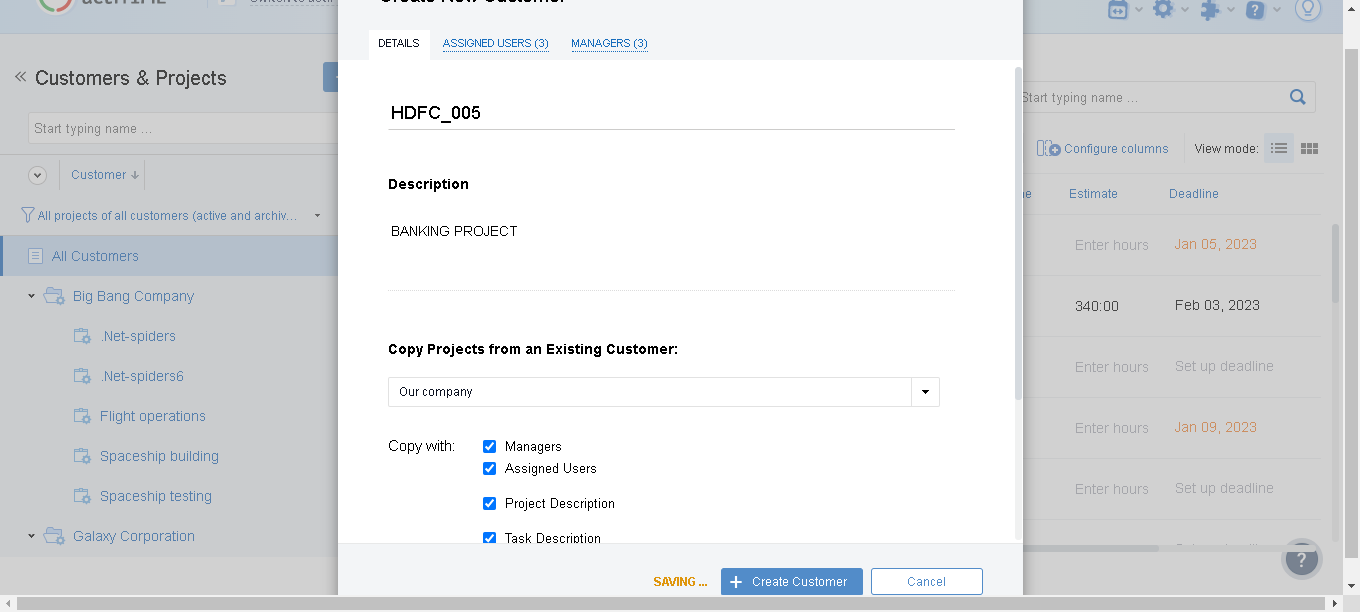 Create New Customer
DETAILS
ASSIGNED USERS (3)
MANAGERS (3)
Customers & Projects
Start typing name ...
Customer
All projects of all customers (active and archiv...
All Customers
Big Bang Company
.Net-spiders
.Net-spiders6
Flight operations
Spaceship building
Spaceship testing
Galaxy Corporation
HDFC_005
Description
BANKING PROJECT
Copy Projects from an Existing Customer:
Our company
Copy with:
Managers
Assigned Users
Project Description
Task Description
SAVING ...
Create Customer
Cancel
Start typing name ...
Configure columns
View mode:
Estimate
Deadline
Enter hours
Jan 05, 2023
340:00
Feb 03, 2023
Enter hours
Set up deadline
Enter hours
Jan 09, 2023
Enter hours
Set up deadline
?